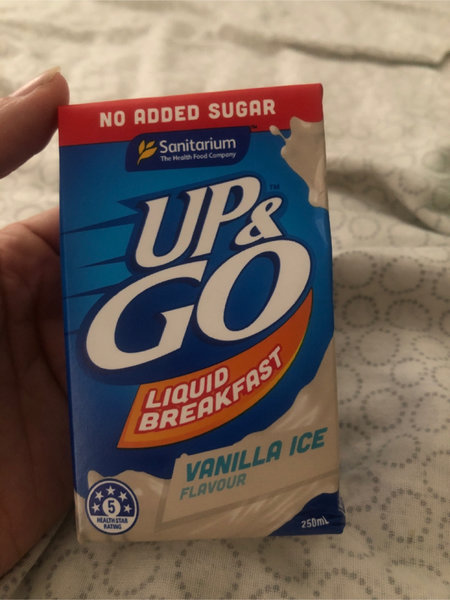 NO ADDED SUGAR
Sanitarium
The Health Food Company
UP&
GO
™
LIQUID
BREAKFAST
VANILLA ICE
FLAVOUR
5
HEALTH STAR
RATING
250mL